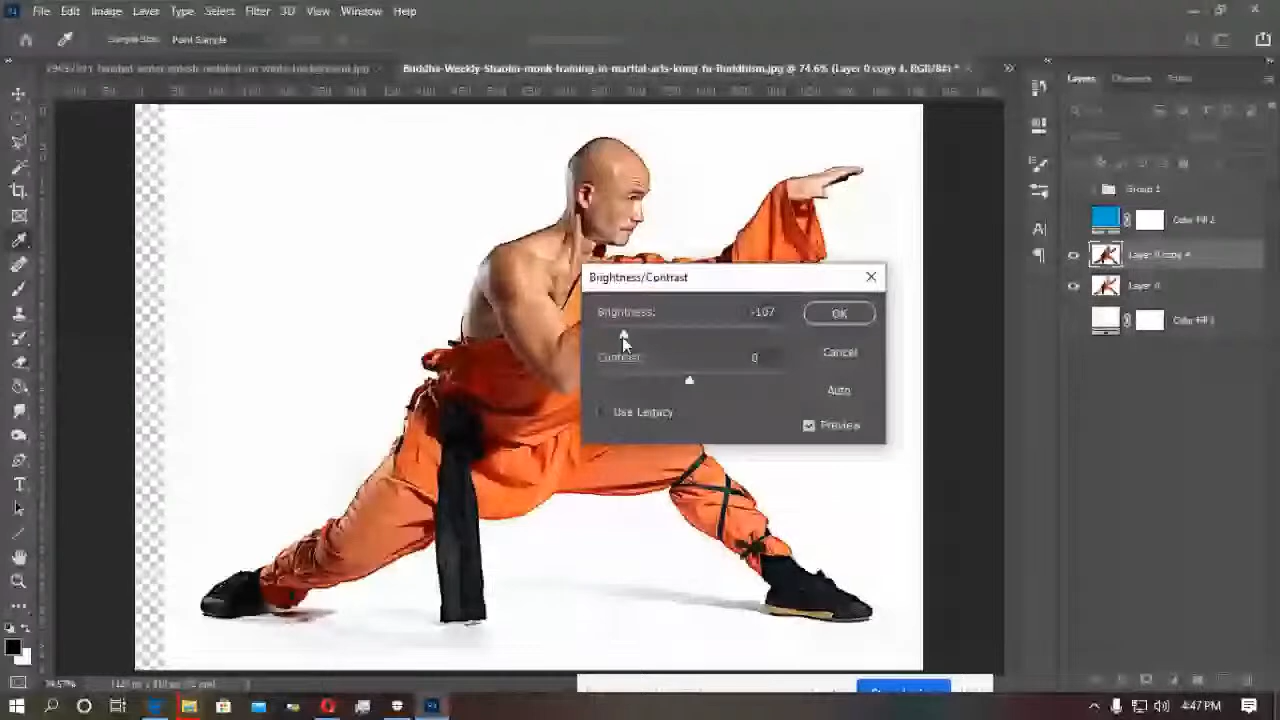 File Edit Image Layer Type Select Filter 3D View Window Help
Sample Size: Point Sample
Buddha-Weekly-Shaolin-monk-training-in-martial-arts-kung-fu-Buddhism.jpg @ 74.6% (Layer 0 copy 4, RGB/8#) *
Layers Channels Paths
Group 1
Color Fill 2
Layer 0 copy 4
Layer 0
Color Fill 1
Brightness/Contrast
Brightness: -107
OK
Contrast: 0
Cancel
Auto
Use Legacy
Preview
4:47 PM